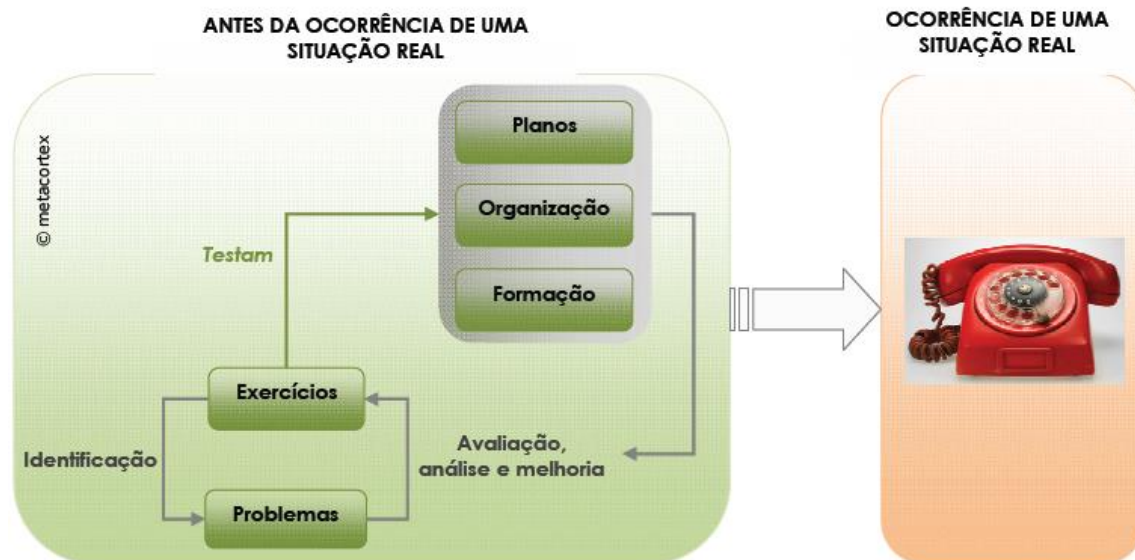 ANTES DA OCORRÊNCIA DE UMA
SITUAÇÃO REAL
OCORRÊNCIA DE UMA
SITUAÇÃO REAL
© metacortex
Planos
Organização
Formação
Testam
Exercícios
Identificação
Avaliação,
análise e melhoria
Problemas